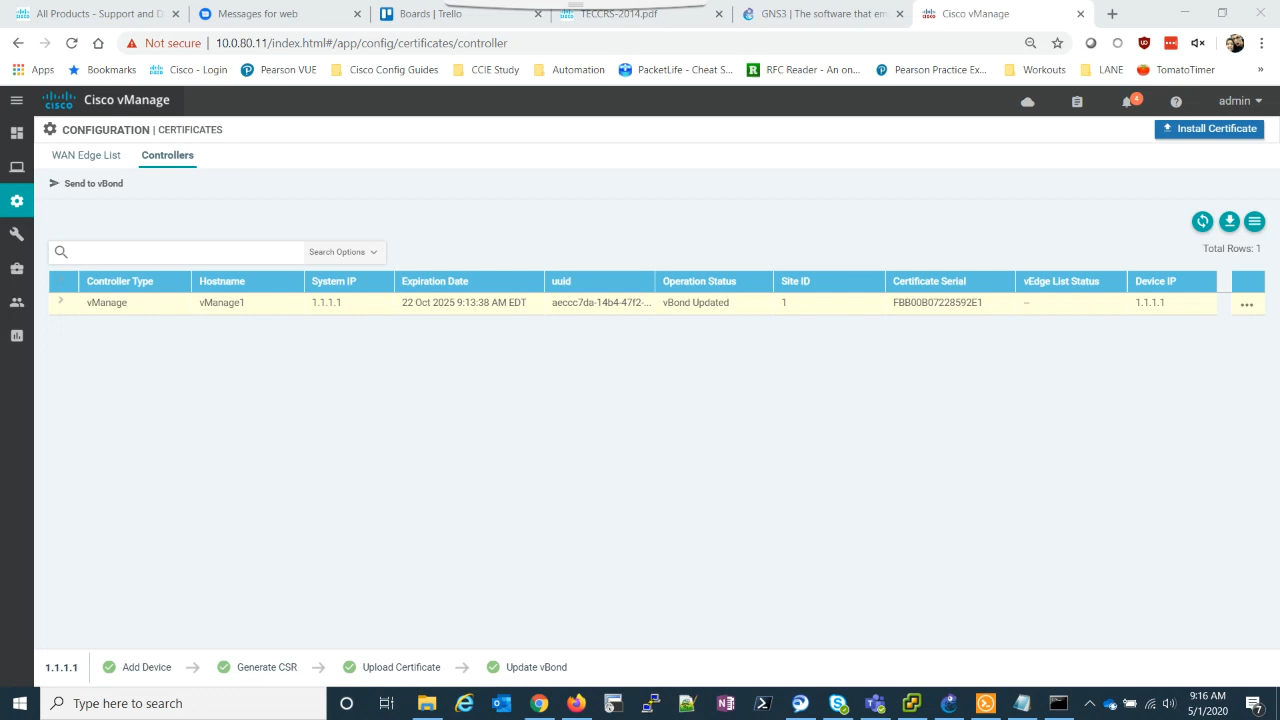 All Products - Support and Do
Messages for web
Boards | Trello
TECCRS-2014.pdf
GNS3 | The software that em
Cisco vManage
Not secure | 10.0.80.11/index.html#/app/config/certificates/controller
Apps
Bookmarks
Cisco - Login
Pearson VUE
Cisco Config Guides
CCIE Study
Automation
PacketLife - Cheat S...
RFC Reader - An on...
Pearson Practice Ex...
Workouts
LANE
TomatoTimer
»
cisco
Cisco vManage
4
admin
CONFIGURATION | CERTIFICATES
Install Certificate
WAN Edge List
Controllers
Send to vBond
Total Rows: 1
Search Options
Controller Type Hostname System IP Expiration Date uuid Operation Status Site ID Certificate Serial vEdge List Status Device IP
vManage vManage1 1.1.1.1 22 Oct 2025 9:13:38 AM EDT aeccc7da-14b4-47f2-... vBond Updated 1 FBB00B07228592E1 -- 1.1.1.1 ...
1.1.1.1
Add Device
Generate CSR
Upload Certificate
Update vBond
Type here to search
9:16 AM
5/1/2020
7